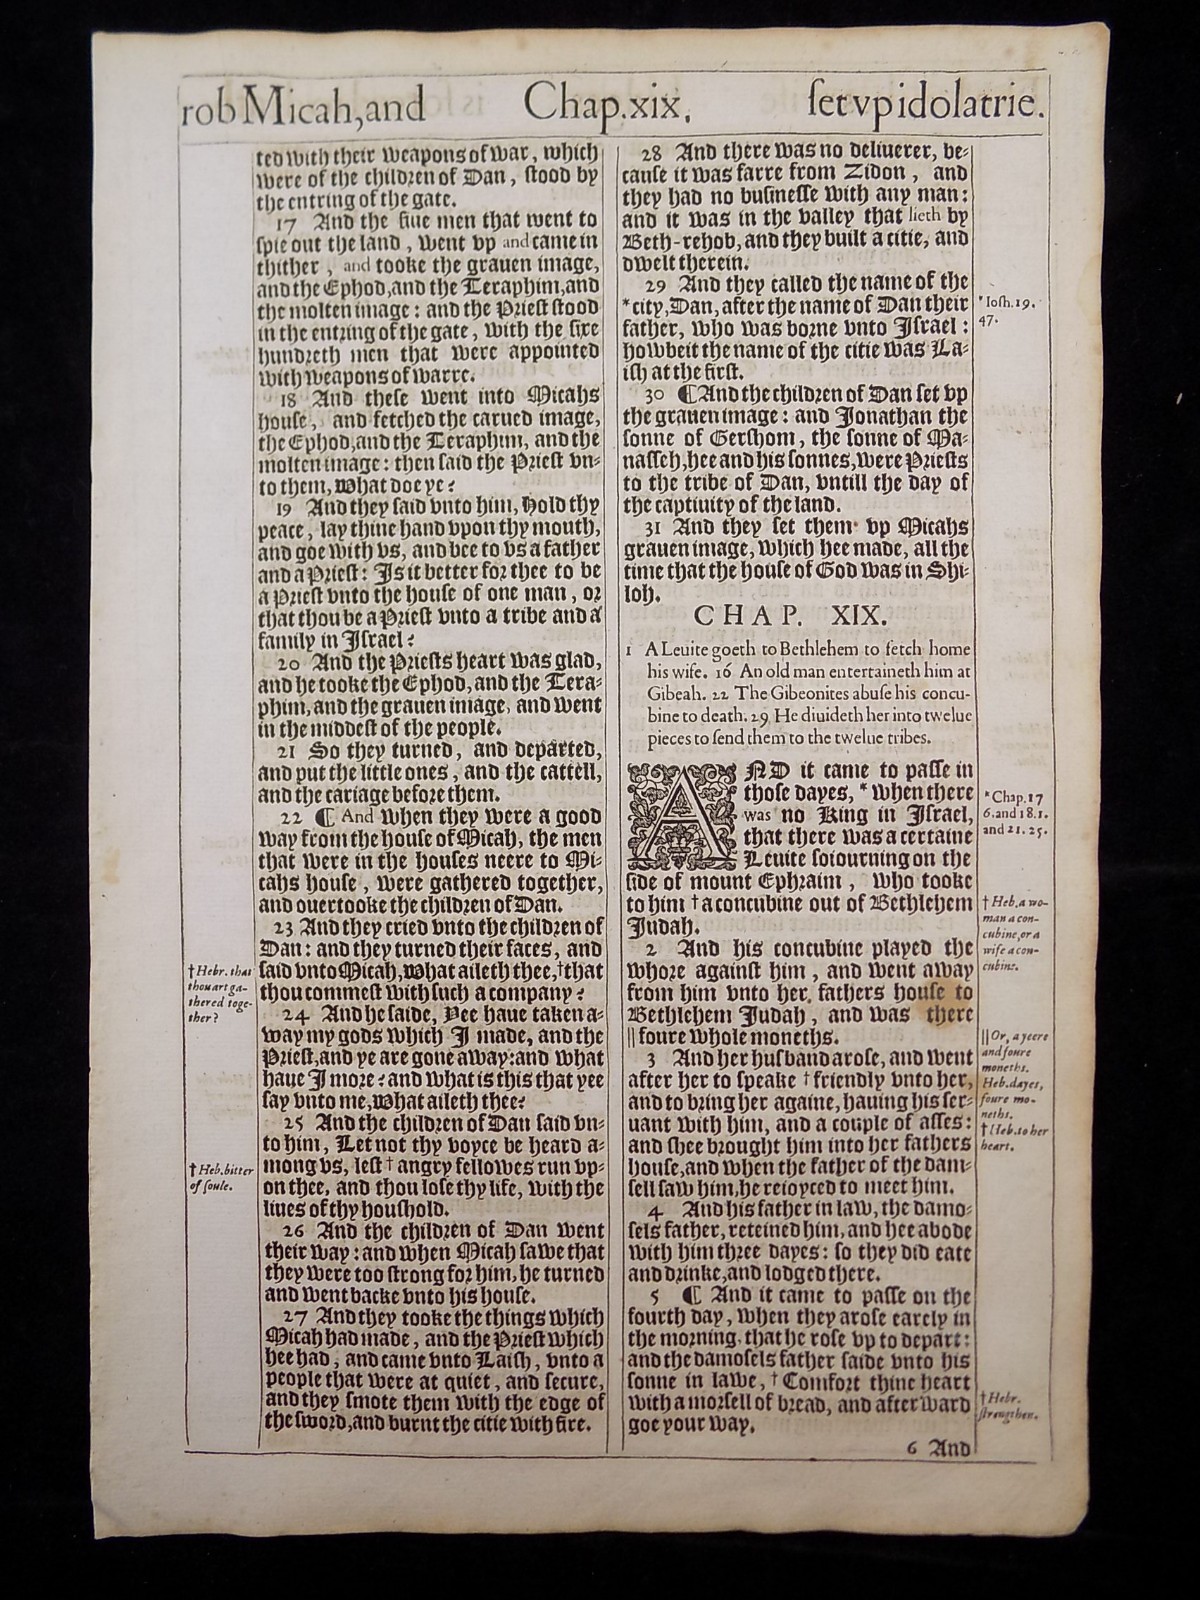 rob Micah, and Chap.xix. ſet vp idolatrie.
ted with their weapons of war, which
were of the children of Dan, ſtood by
the entring of the gate.
17 And the fiue men that went to
ſpie out the land, went vp and came in
thither, and tooke the grauen image,
and the Ephod, and the Teraphim, and
the molten image: and the Prieſt ſtood
in the entring of the gate, with the ſixe
hundreth men that were appointed
with weapons of warre.
18 And theſe went into Micahs
houſe, and fetched the carued image,
the Ephod, and the Teraphim, and the
molten image: then ſaid the Prieſt vn-
to them, What doe ye?
19 And they ſaid vnto him, Hold thy
peace, lay thine hand vpon thy mouth,
and goe with vs, and bee to vs a father
and a Prieſt: Is it better for thee to be
a Prieſt vnto the houſe of one man, or
that thou be a Prieſt vnto a tribe and a
family in Iſrael?
20 And the Prieſts heart was glad,
and he tooke the Ephod, and the Tera-
phim, and the grauen image, and went
in the middeſt of the people.
21 So they turned, and departed,
and put the little ones, and the cattell,
and the cariage before them.
22 ¶ And when they were a good
way from the houſe of Micah, the men
that were in the houſes neere to Mi-
cahs houſe, were gathered together,
and ouertooke the children of Dan.
23 And they cried vnto the children of
Dan: and they turned their faces, and
ſaid vnto Micah, What aileth thee, †that
thou commeſt with ſuch a company?
24 And he ſaide, Yee haue taken a-
way my gods which I made, and the
Prieſt, and ye are gone away: and what
haue I more? and what is this that yee
ſay vnto me, What aileth thee?
25 And the children of Dan ſaid vn-
to him, Let not thy voyce be heard a-
mong vs, leſt † angry fellowes run vp-
on thee, and thou loſe thy life, with the
liues of thy houſhold.
26 And the children of Dan went
their way: and when Micah ſawe that
they were too ſtrong for him, he turned
and went backe vnto his houſe.
27 And they tooke the things which
Micah had made, and the Prieſt which
hee had, and came vnto Laiſh, vnto a
people that were at quiet, and ſecure,
and they ſmote them with the edge of
the ſword, and burnt the citie with fire.
† Hebr. that
thou art ga-
thered toge-
ther?
† Heb. bitter
of ſoule.
28 And there was no deliuerer, be-
cauſe it was farre from Zidon, and
they had no buſineſſe with any man:
and it was in the valley that lieth by
Beth-rehob, and they built a citie, and
dwelt therein.
29 And they called the name of the
*city, Dan, after the name of Dan their
father, who was borne vnto Iſrael:
howbeit the name of the citie was La-
iſh at the firſt.
30 ¶ And the children of Dan ſet vp
the grauen image: and Jonathan the
ſonne of Gerſhom, the ſonne of Ma-
naſſeh, hee and his ſonnes, were Prieſts
to the tribe of Dan, vntill the day of
the captiuity of the land.
31 And they ſet them vp Micahs
grauen image, which hee made, all the
time that the houſe of God was in Shi-
loh.
CHAP. XIX.
1 A Leuite goeth to Bethlehem to fetch home
his wife. 16 An old man entertaineth him at
Gibeah. 22 The Gibeonites abuſe his concu-
bine to death. 29 He diuideth her into twelue
pieces to ſend them to the twelue tribes.
AND it came to paſſe in
thoſe dayes, * when there
was no King in Iſrael,
that there was a certaine
Leuite ſoiourning on the
ſide of mount Ephraim, who tooke
to him † a concubine out of Bethlehem
Judah.
2 And his concubine played the
whore againſt him, and went away
from him vnto her fathers houſe to
Bethlehem Judah, and was there
|| foure whole moneths.
3 And her huſband aroſe, and went
after her to ſpeake † friendly vnto her,
and to bring her againe, hauing his ſer-
uant with him, and a couple of aſſes:
and ſhee brought him into her fathers
houſe, and when the father of the dam-
ſell ſaw him, he reioyced to meet him.
4 And his father in law, the damo-
ſels father, reteined him, and hee abode
with him three dayes: ſo they did eate
and drinke, and lodged there.
5 ¶ And it came to paſſe on the
fourth day, when they aroſe earely in
the morning, that he roſe vp to depart:
and the damoſels father ſaide vnto his
ſonne in lawe, † Comfort thine heart
with a morſell of bread, and afterward
goe your way.
6 And
* Ioſh. 19.
47.
* Chap. 17
6. and 18. 1.
and 21. 25.
† Heb. a wo-
man a con-
cubine, or a
wife a con-
cubine.
|| Or, a yeere
and foure
moneths.
Heb. dayes,
foure mo-
neths.
† Heb. to her
heart.
† Hebr.
ſtrengthen.